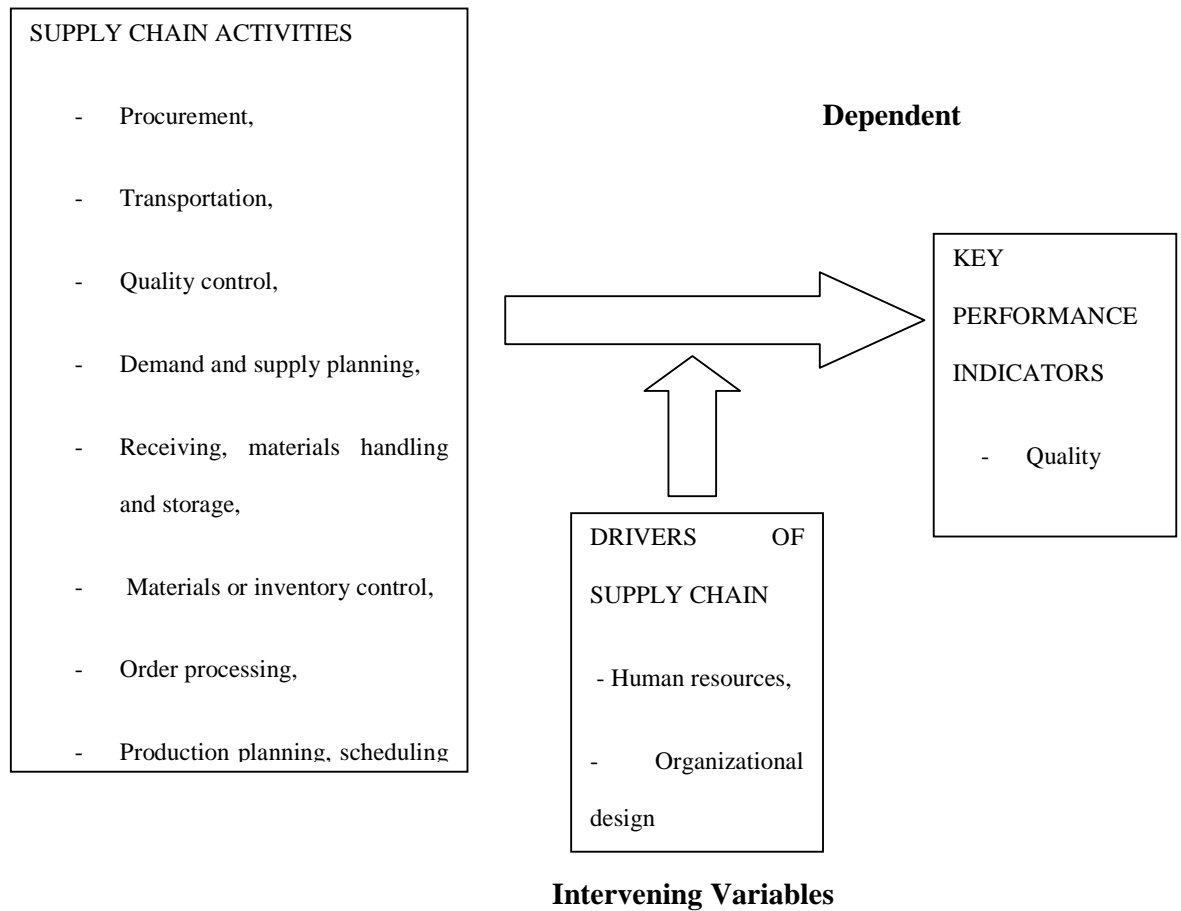 SUPPLY CHAIN ACTIVITIES
- Procurement,
- Transportation,
- Quality control,
- Demand and supply planning,
- Receiving, materials handling
and storage,
- Materials or inventory control,
- Order processing,
- Production planning, scheduling
Dependent
KEY
PERFORMANCE
INDICATORS
- Quality
DRIVERS OF
SUPPLY CHAIN
- Human resources,
- Organizational
design
Intervening Variables